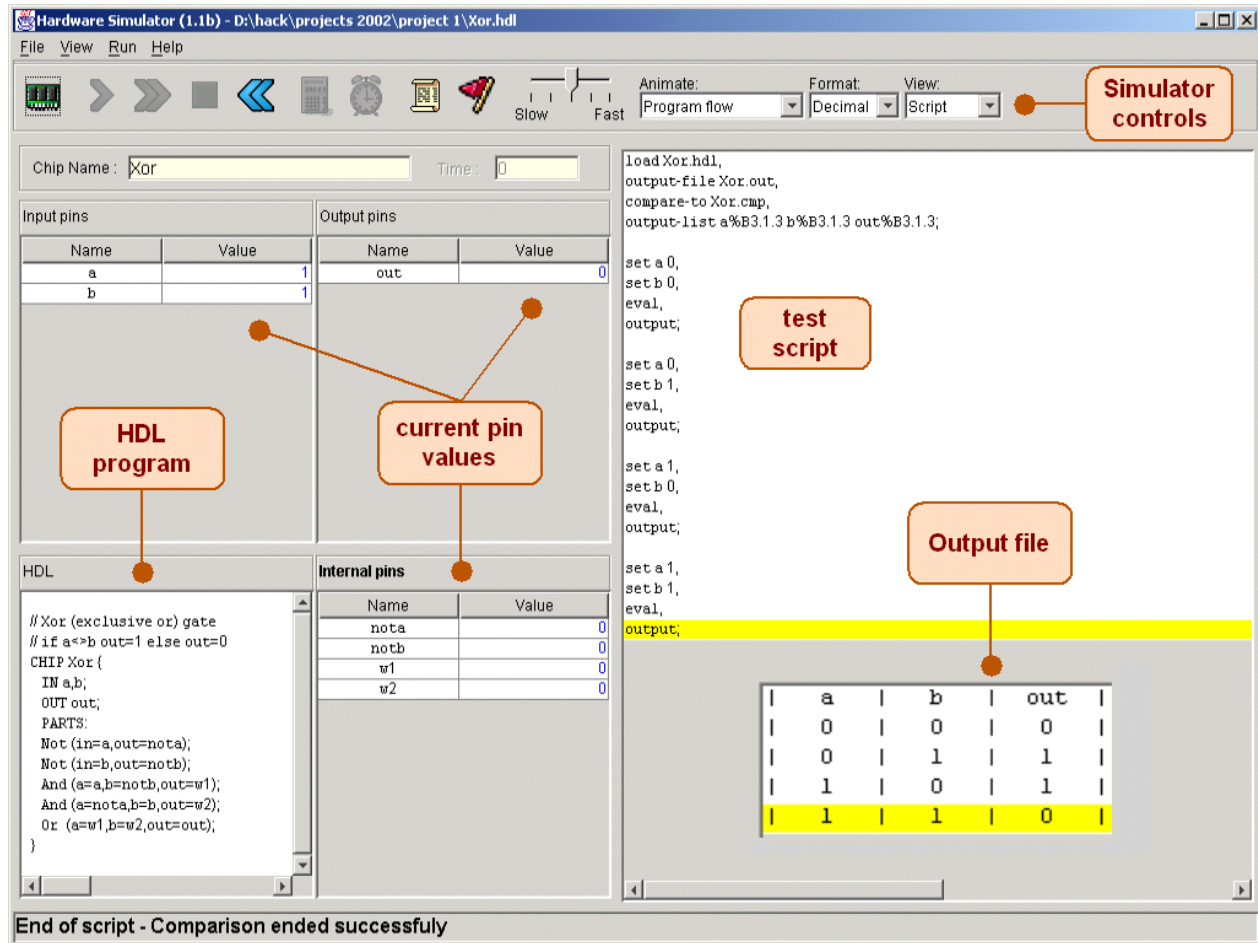 Hardware Simulator (1.1b) - D:\hack\projects 2002\project 1\Xor.hdl
File View Run Help
Slow Fast
Animate: Format: View:
Program flow Decimal Script
Simulator controls
Chip Name : Xor Time : 0
Input pins
Name Value
a 1
b 1
Output pins
Name Value
out 0
current pin values
HDL program
HDL
// Xor (exclusive or) gate
// if a<>b out=1 else out=0
CHIP Xor {
IN a,b;
OUT out;
PARTS:
Not (in=a,out=nota);
Not (in=b,out=notb);
And (a=a,b=notb,out=w1);
And (a=nota,b=b,out=w2);
Or (a=w1,b=w2,out=out);
}
Internal pins
Name Value
nota 0
notb 0
w1 0
w2 0
load Xor.hdl,
output-file Xor.out,
compare-to Xor.cmp,
output-list a%B3.1.3 b%B3.1.3 out%B3.1.3;
set a 0,
set b 0,
eval,
output;
set a 0,
set b 1,
eval,
output;
set a 1,
set b 0,
eval,
output;
set a 1,
set b 1,
eval,
output;
test script
Output file
| a | b | out |
| 0 | 0 | 0 |
| 0 | 1 | 1 |
| 1 | 0 | 1 |
| 1 | 1 | 0 |
End of script - Comparison ended successfuly